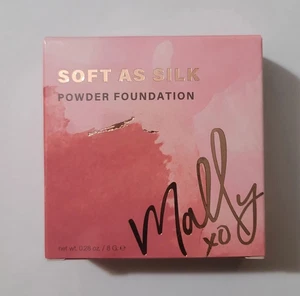 SOFT AS SILK
POWDER FOUNDATION
Mally
xo